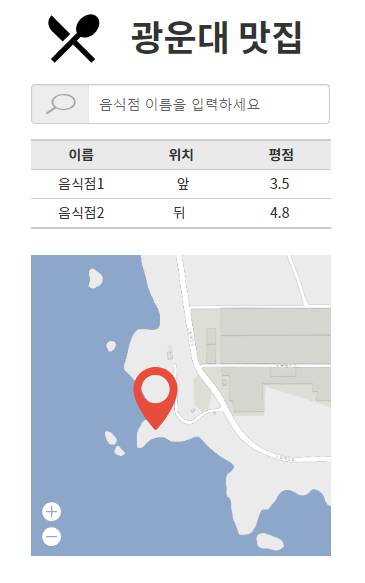 광운대 맛집
음식점 이름을 입력하세요
이름 위치 평점
음식점1 앞 3.5
음식점2 뒤 4.8